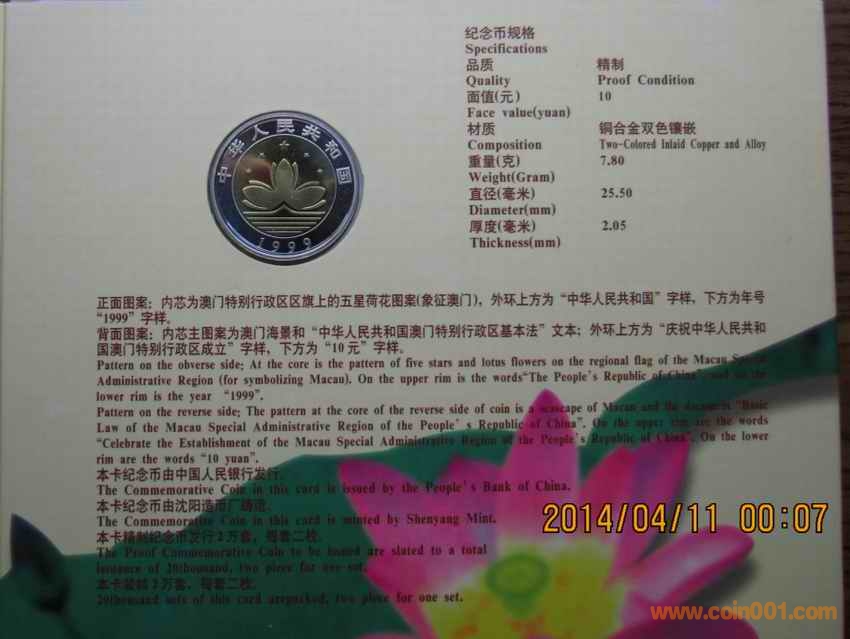 纪念币规格
Specifications
品质 精制
Quality Proof Condition
面值(元) 10
Face value(yuan)
材质 铜合金双色镶嵌
Composition Two-Colored Inlaid Copper and Alloy
重量(克) 7.80
Weight(Gram)
直径(毫米) 25.50
Diameter(mm)
厚度(毫米) 2.05
Thickness(mm)
中华人民共和国
1999
正面图案：内芯为澳门特别行政区区旗上的五星荷花图案(象征澳门)，外环上方为“中华人民共和国”字样，下方为年号
“1999”字样。
背面图案：内芯主图案为澳门海景和“中华人民共和国澳门特别行政区基本法”文本；外环上方为“庆祝中华人民共和
国澳门特别行政区成立”字样，下方为“10元”字样。
Pattern on the obverse side; At the core is the pattern of five stars and lotus flowers on the regional flag of the Macau Special
Administrative Region (for symbolizing Macau). On the upper rim is the words“The People's Republic of China”, and on the
lower rim is the year “1999”.
Pattern on the reverse side; The pattern at the core of the reverse side of coin is a seascape of Macau and the document “Basic
Law of the Macau Special Administrative Region of the People's Republic of China”. On the upper rim are the words
“Celebrate the Establishment of the Macau Special Administrative Region of the People's Republic of China”. On the lower
rim are the words “10 yuan”.
本卡纪念币由中国人民银行发行。
The Commemorative Coin in this card is issued by the People's Bank of China.
本卡纪念币由沈阳造币厂铸造。
The Commemorative Coin in this card is minted by Shenyang Mint.
本卡精制纪念币发行2万套，每套二枚。
The Proof Commemorative Coin to be issued are slated to a total
issuance of 20thousand, two piece for one set.
本卡装帧2万套，每套二枚。
20thousand sets of this card are packed, two piece for one set.
2014/04/11 00:07
www.coin001.com